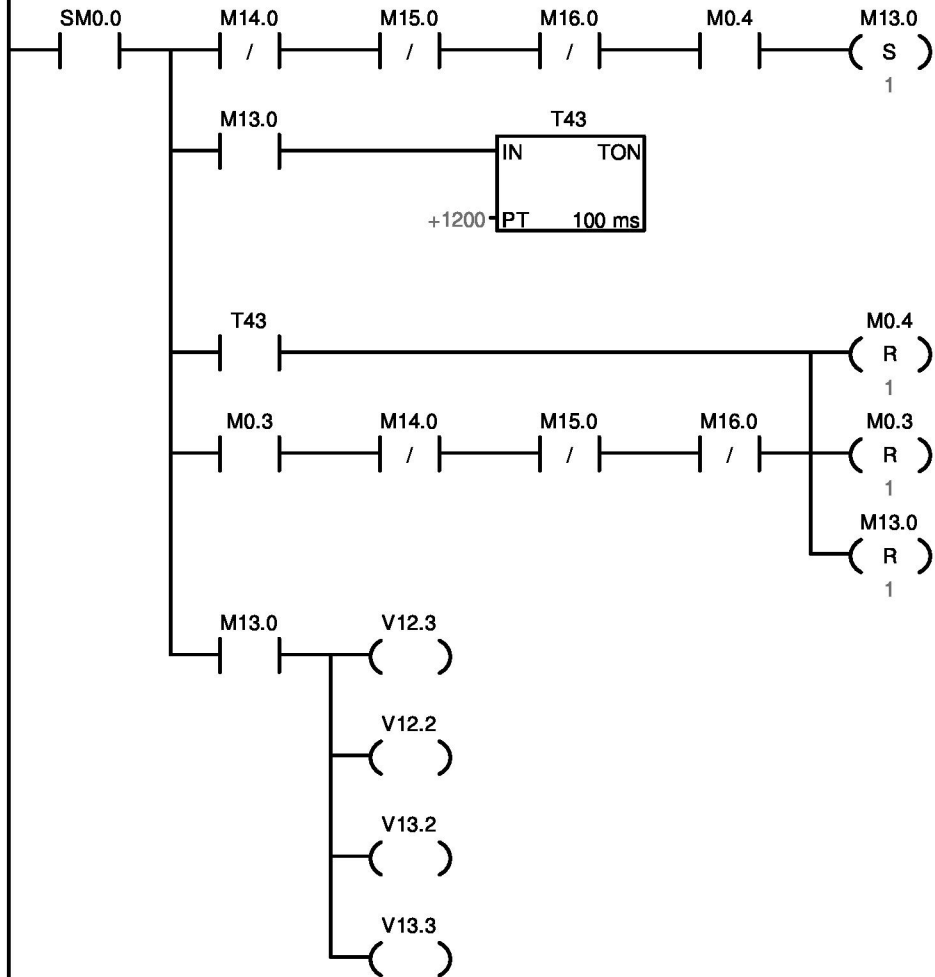 SM0.0 M14.0 M15.0 M16.0 M0.4 M13.0
/ / / S
1
M13.0 T43
IN TON
+1200 PT 100 ms
T43 M0.4
R
1
M0.3 M14.0 M15.0 M16.0 M0.3
/ / / R
1
M13.0
R
1
M13.0 V12.3
V12.2
V13.2
V13.3